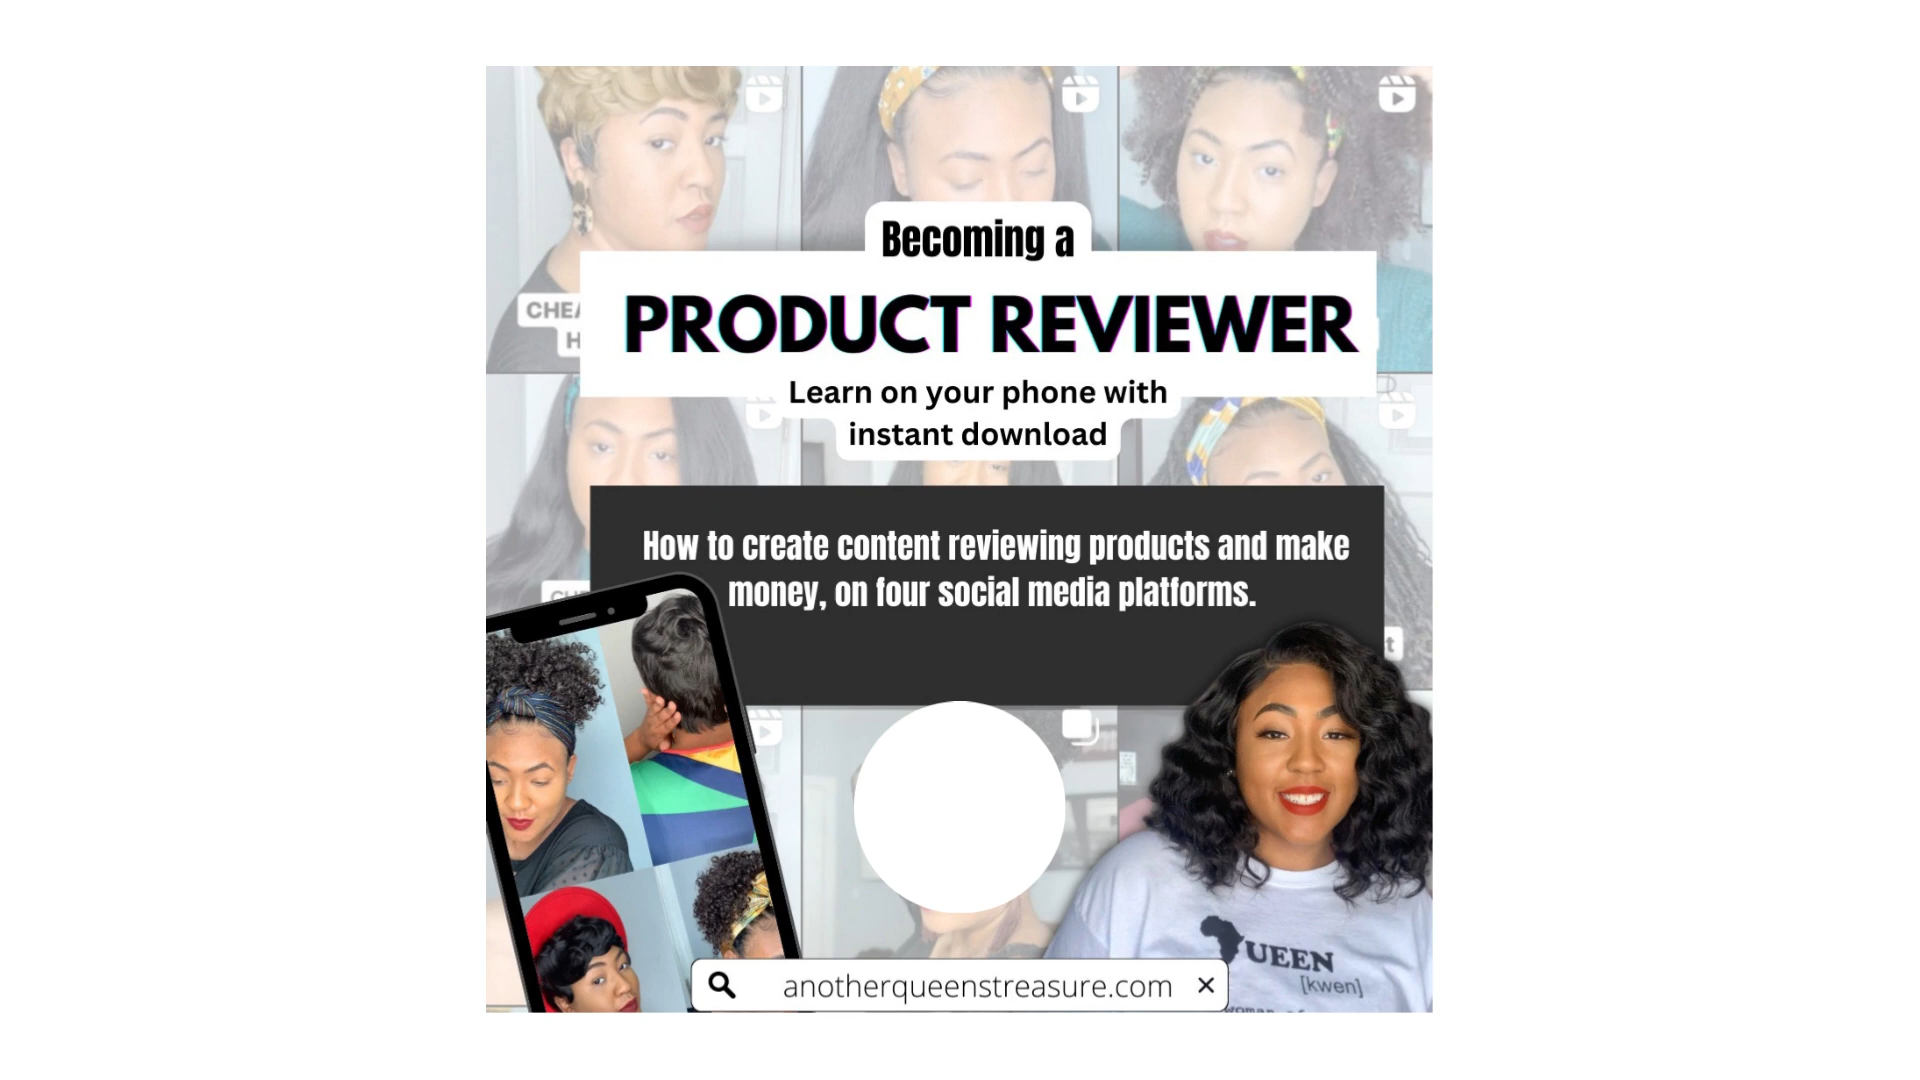 Becoming a
PRODUCT REVIEWER
Learn on your phone with
instant download
How to create content reviewing products and make
money, on four social media platforms.
UEEN
[kwen]
anotherqueenstreasure.com